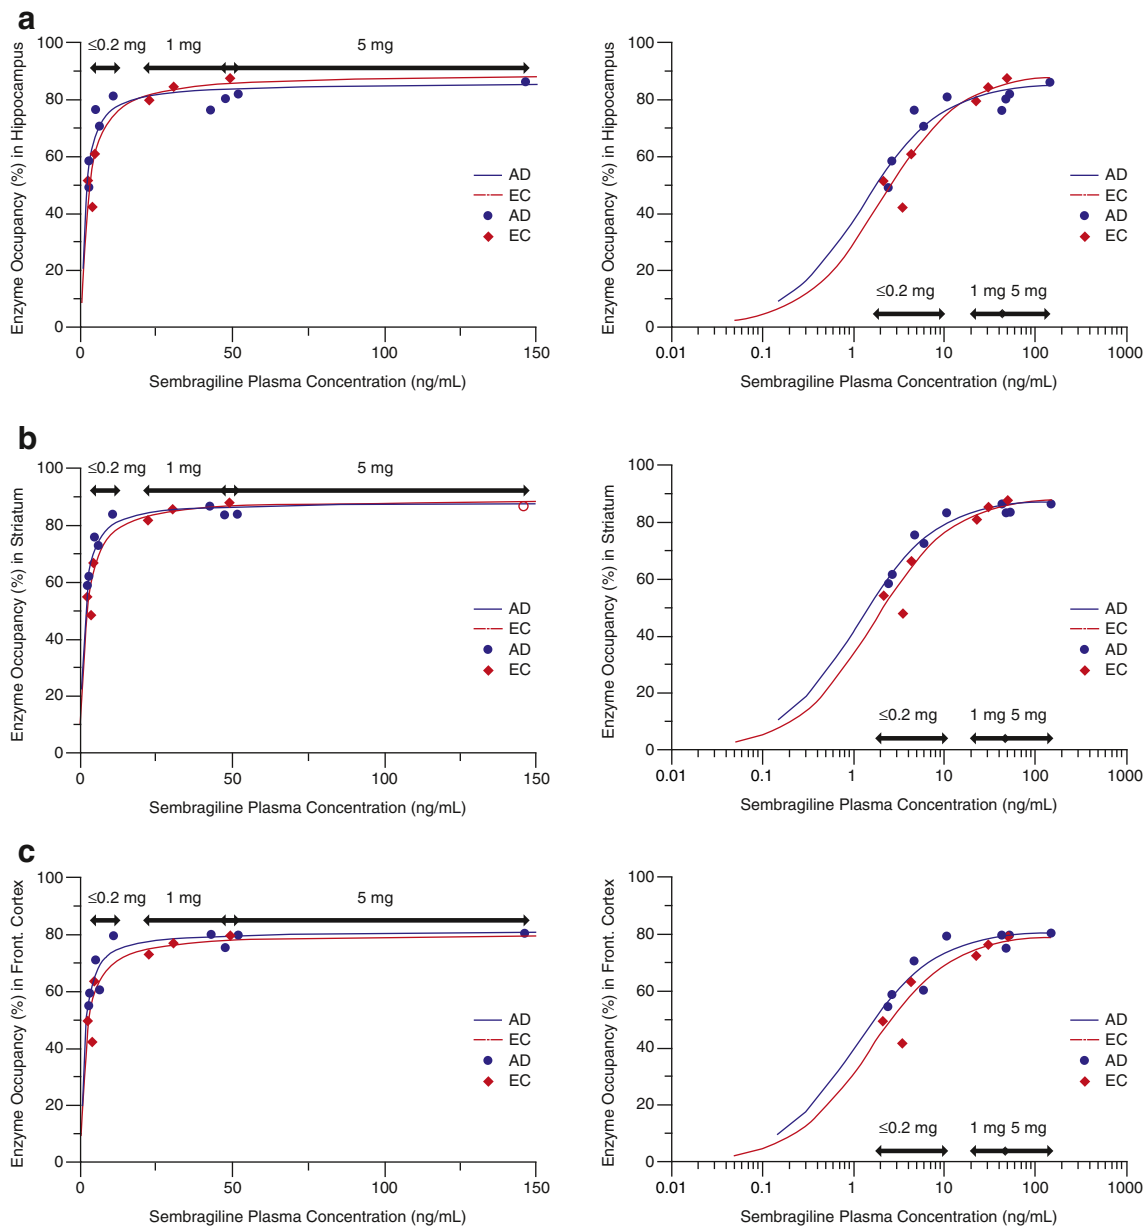 a
≤0.2 mg 1 mg 5 mg
Enzyme Occupancy (%) in Hippocampus
100
80
60
40
20
0
AD
EC
AD
EC
0 50 100 150
Sembragiline Plasma Concentration (ng/mL)
Enzyme Occupancy (%) in Hippocampus
100
80
60
40
20
0
AD
EC
AD
EC
≤0.2 mg 1 mg 5 mg
0.01 0.1 1 10 100 1000
Sembragiline Plasma Concentration (ng/mL)
b
≤0.2 mg 1 mg 5 mg
Enzyme Occupancy (%) in Striatum
100
80
60
40
20
0
AD
EC
AD
EC
0 50 100 150
Sembragiline Plasma Concentration (ng/mL)
Enzyme Occupancy (%) in Striatum
100
80
60
40
20
0
AD
EC
AD
EC
≤0.2 mg 1 mg 5 mg
0.01 0.1 1 10 100 1000
Sembragiline Plasma Concentration (ng/mL)
c
≤0.2 mg 1 mg 5 mg
Enzyme Occupancy (%) in Front. Cortex
100
80
60
40
20
0
AD
EC
AD
EC
0 50 100 150
Sembragiline Plasma Concentration (ng/mL)
Enzyme Occupancy (%) in Front. Cortex
100
80
60
40
20
0
AD
EC
AD
EC
≤0.2 mg 1 mg 5 mg
0.01 0.1 1 10 100 1000
Sembragiline Plasma Concentration (ng/mL)